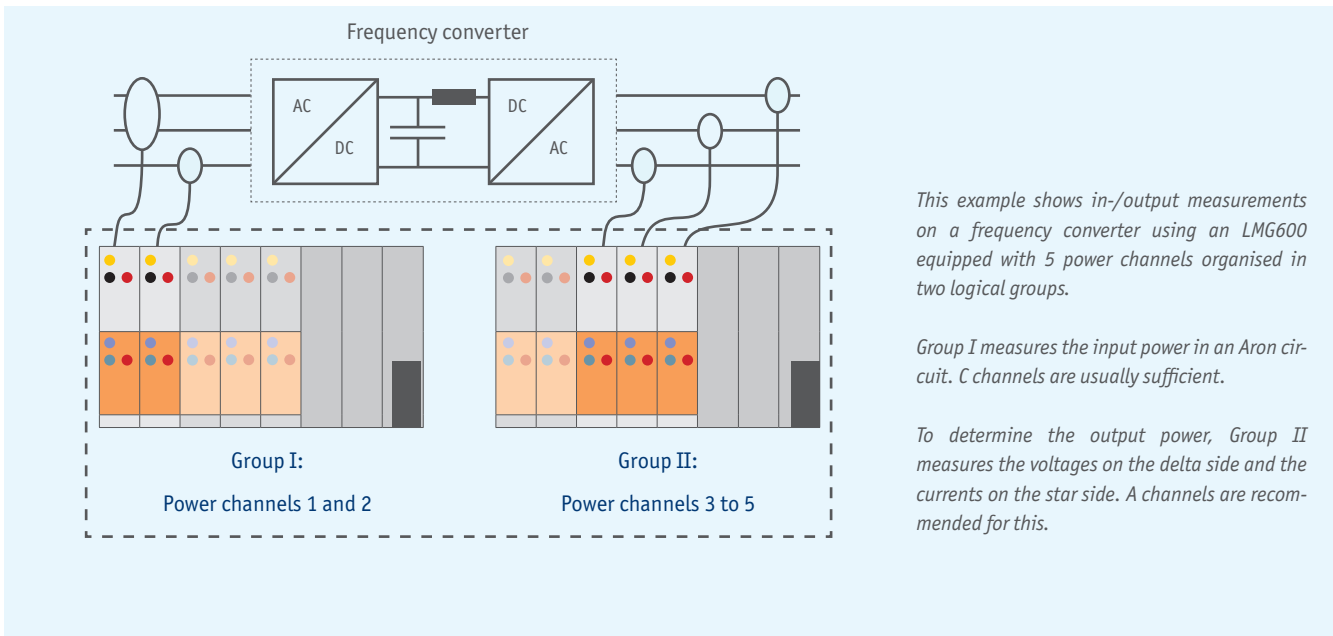 Frequency converter
AC
DC
DC
AC
This example shows in-/output measurements
on a frequency converter using an LMG600
equipped with 5 power channels organised in
two logical groups.
Group I measures the input power in an Aron cir-
cuit. C channels are usually sufficient.
To determine the output power, Group II
measures the voltages on the delta side and the
currents on the star side. A channels are recom-
mended for this.
Group I:
Power channels 1 and 2
Group II:
Power channels 3 to 5